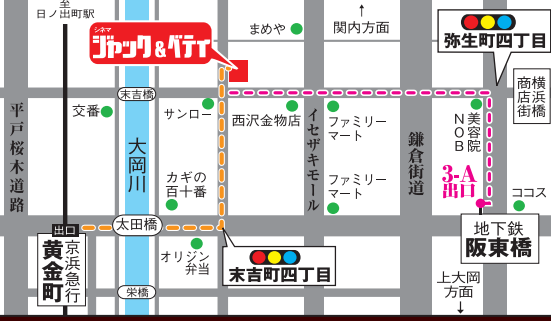 至
日ノ出町駅
シネマ
ジャック&ベティ
まめや
↑
関内方面
弥生町四丁目
横浜
商店街橋
平戸桜木道路
交番
末吉橋
サンロー
西沢金物店
イセザキモール
ファミリー
マート
鎌倉街道
美容院
NOB
大岡川
カギの
百十番
ファミリー
マート
3-A
出口
ココス
出口
太田橋
京浜急行
黄金町
オリジン
弁当
末吉町四丁目
地下鉄
阪東橋
栄橋
上大岡
方面
↓